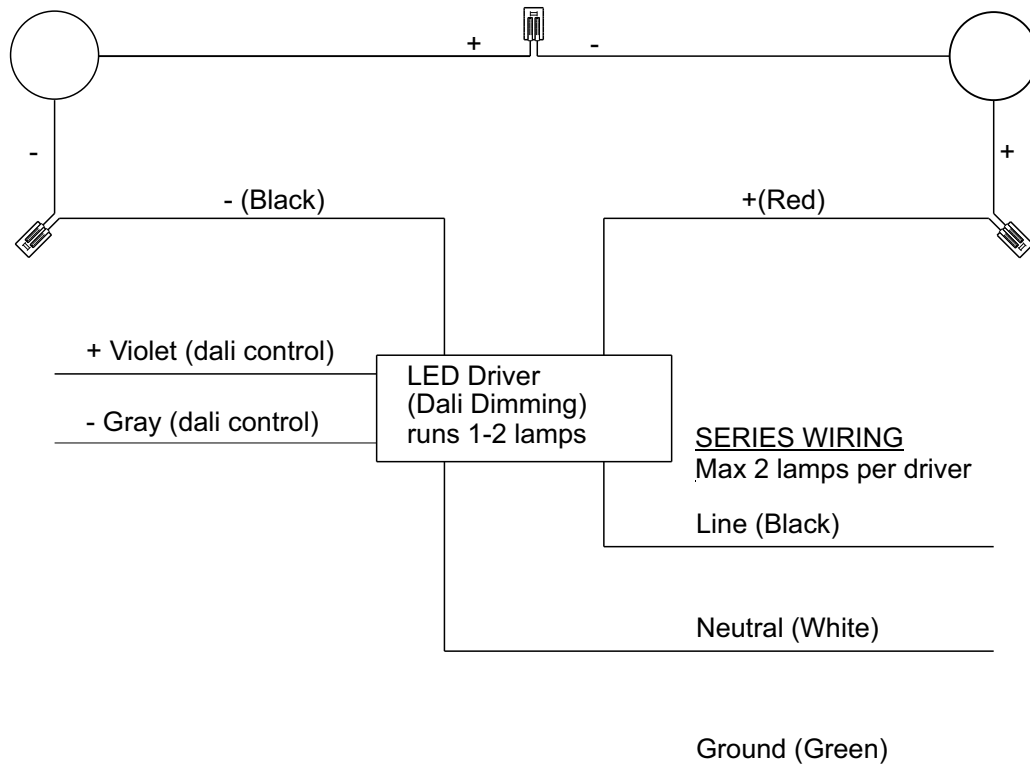 + -
- +
- (Black) +(Red)
+ Violet (dali control)
LED Driver
(Dali Dimming)
runs 1-2 lamps
- Gray (dali control)
SERIES WIRING
Max 2 lamps per driver
Line (Black)
Neutral (White)
Ground (Green)